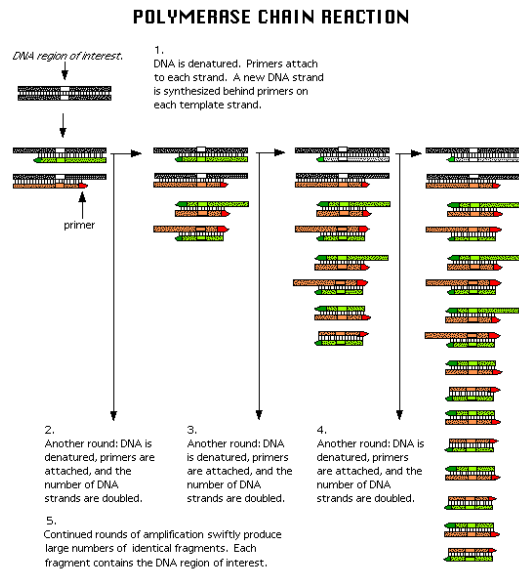 POLYMERASE CHAIN REACTION
DNA region of interest.
1.
DNA is denatured. Primers attach
to each strand. A new DNA strand
is synthesized behind primers on
each template strand.
primer
2.
Another round: DNA is
denatured, primers are
attached, and the
number of DNA
strands are doubled.
3.
Another round: DNA
is denatured, primers
are attached, and the
number of DNA
strands are doubled.
4.
Another round: DNA is
denatured, primers
are attached, and the
number of DNA
strands are doubled.
5.
Continued rounds of amplification swiftly produce
large numbers of identical fragments. Each
fragment contains the DNA region of interest.